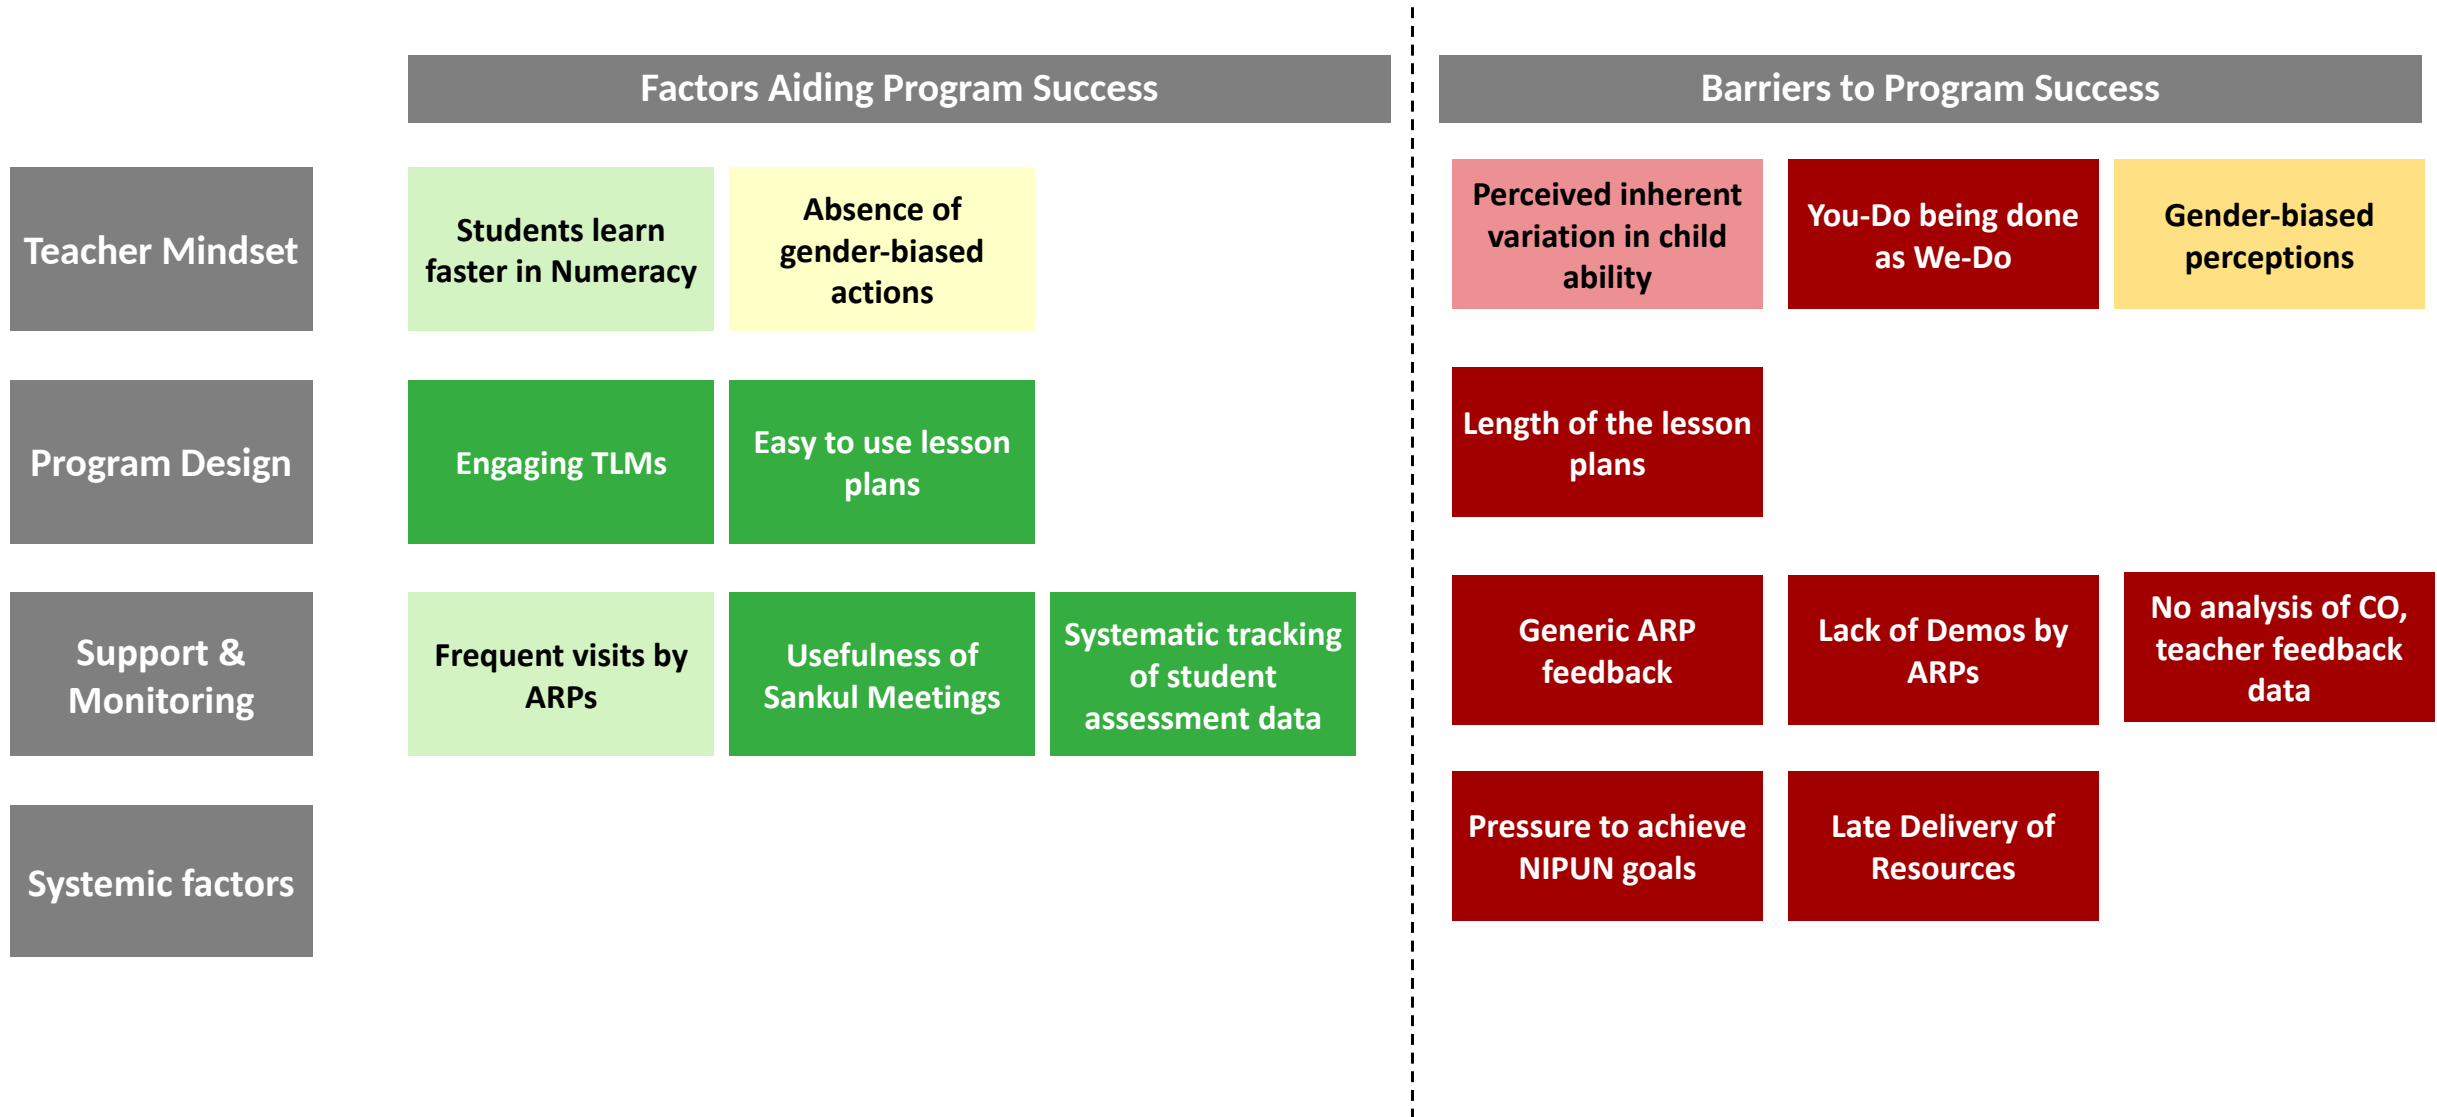 Factors Aiding Program Success
Barriers to Program Success
Teacher Mindset
Students learn
faster in Numeracy
Absence of
gender-biased
actions
Perceived inherent
variation in child
ability
You-Do being done
as We-Do
Gender-biased
perceptions
Program Design
Engaging TLMs
Easy to use lesson
plans
Length of the lesson
plans
Support &
Monitoring
Frequent visits by
ARPs
Usefulness of
Sankul Meetings
Systematic tracking
of student
assessment data
Generic ARP
feedback
Lack of Demos by
ARPs
No analysis of CO,
teacher feedback
data
Systemic factors
Pressure to achieve
NIPUN goals
Late Delivery of
Resources